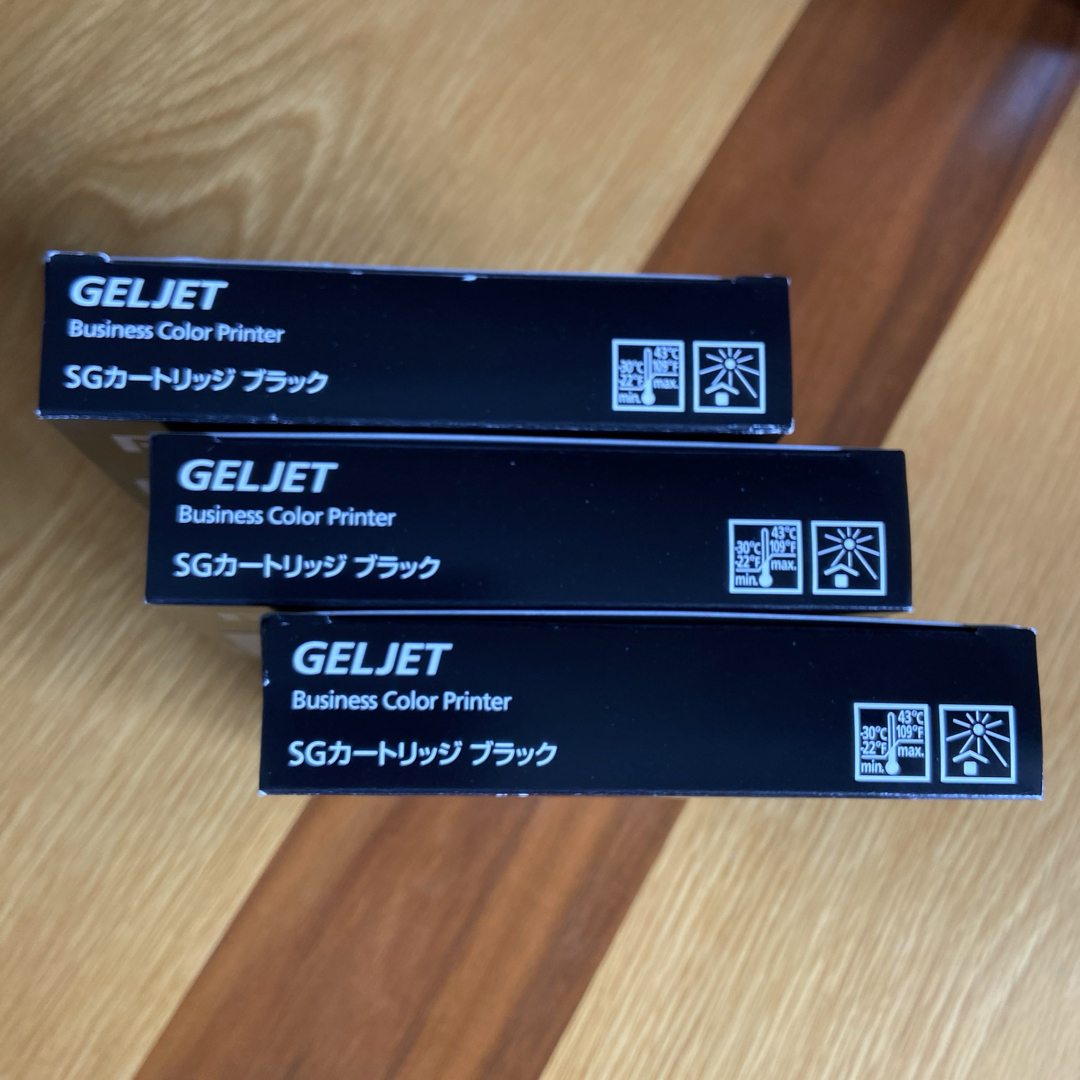 GELJET
Business Color Printer
SGカートリッジ ブラック
43℃
-30℃
109°F
-22°F
max.
min.
GELJET
Business Color Printer
SGカートリッジ ブラック
43℃
-30℃
109°F
-22°F
max.
min.
GELJET
Business Color Printer
SGカートリッジ ブラック
43℃
-30℃
109°F
-22°F
max.
min.